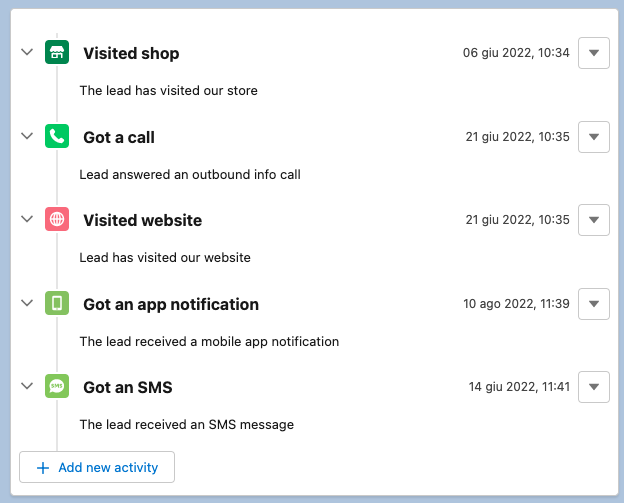 Visited shop 06 giu 2022, 10:34
The lead has visited our store
Got a call 21 giu 2022, 10:35
Lead answered an outbound info call
Visited website 21 giu 2022, 10:35
Lead has visited our website
Got an app notification 10 ago 2022, 11:39
The lead received a mobile app notification
SMS Got an SMS 14 giu 2022, 11:41
The lead received an SMS message
Add new activity